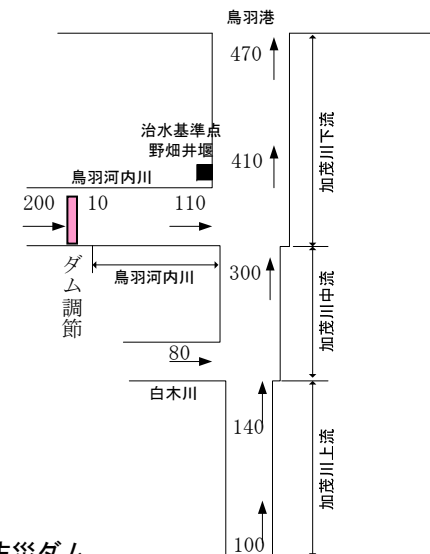 鳥羽港
470
治水基準点
野畑井堰
410
加茂川下流
鳥羽河内川
200
10
110
ダム調節
鳥羽河内川
300
加茂川中流
80
白木川
140
加茂川上流
100